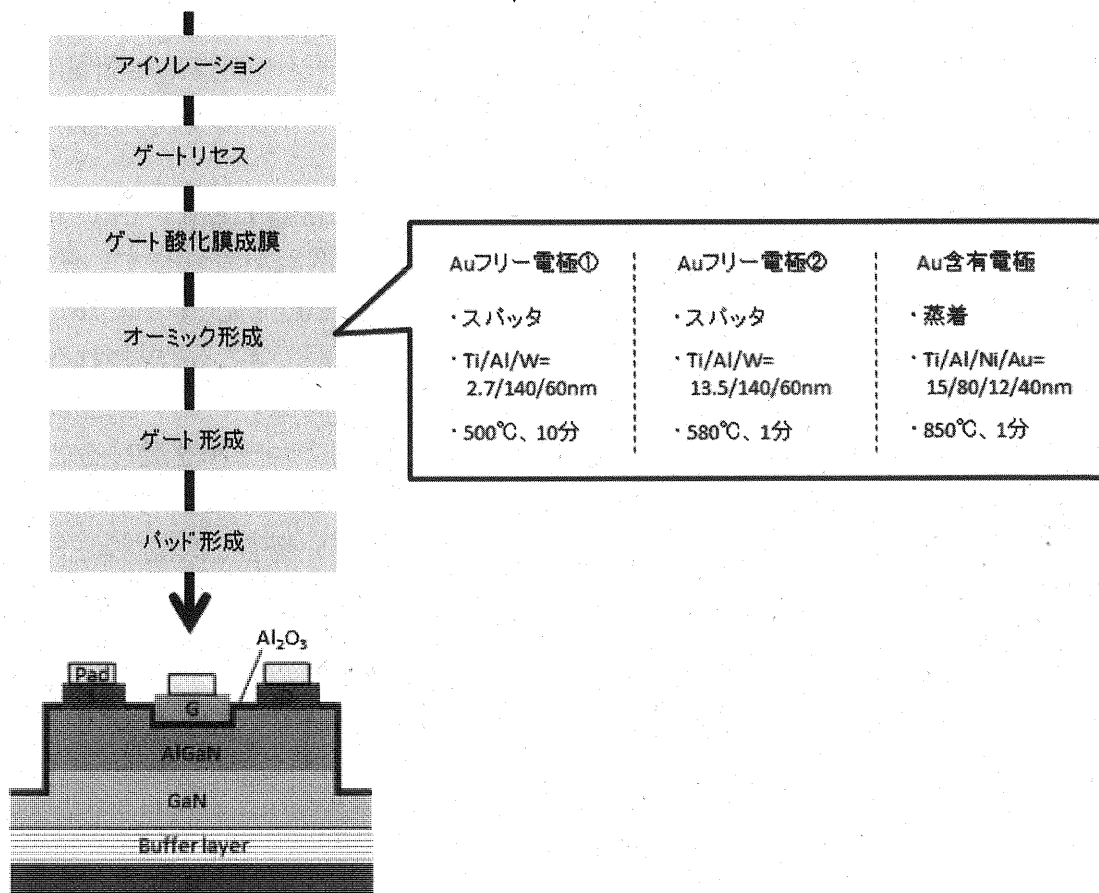 アイソレーション
ゲートリセス
ゲート酸化膜成膜
オーミック形成
ゲート形成
パッド形成
Auフリー電極①
・スパッタ
・Ti/Al/W=
2.7/140/60nm
・500℃、10分
Auフリー電極②
・スパッタ
・Ti/Al/W=
13.5/140/60nm
・580℃、1分
Au含有電極
・蒸着
・Ti/Al/Ni/Au=
15/80/12/40nm
・850℃、1分
Al₂O₃
Pad
G
AlGaN
GaN
Buffer layer